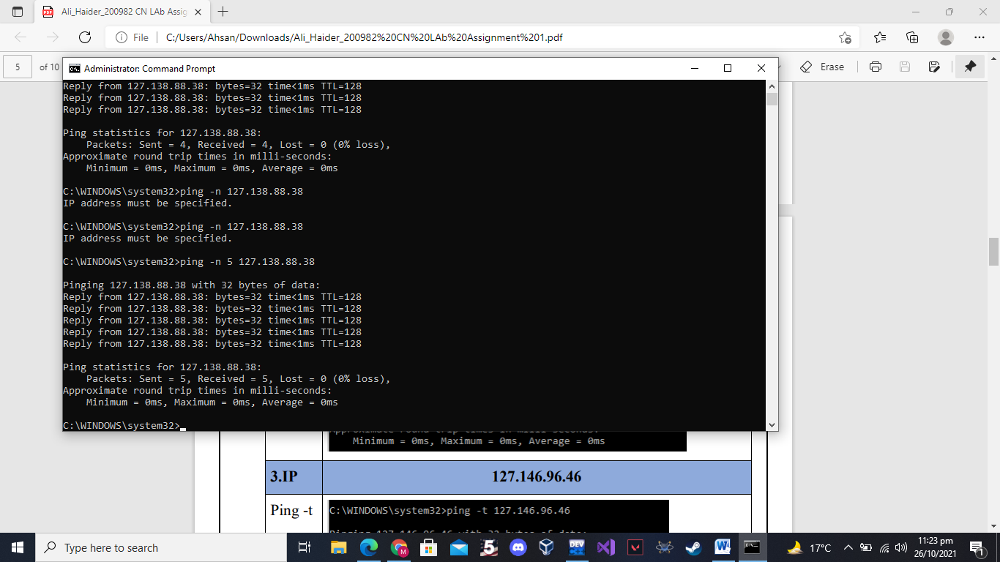 Ali_Haider_200982 CN LAb Assig
File
C:/Users/Ahsan/Downloads/Ali_Haider_200982%20CN%20LAb%20Assignment%201.pdf
5 of 10
Erase
Administrator: Command Prompt
Reply from 127.138.88.38: bytes=32 time<1ms TTL=128
Reply from 127.138.88.38: bytes=32 time<1ms TTL=128
Reply from 127.138.88.38: bytes=32 time<1ms TTL=128
Ping statistics for 127.138.88.38:
Packets: Sent = 4, Received = 4, Lost = 0 (0% loss),
Approximate round trip times in milli-seconds:
Minimum = 0ms, Maximum = 0ms, Average = 0ms
C:\WINDOWS\system32>ping -n 127.138.88.38
IP address must be specified.
C:\WINDOWS\system32>ping -n 127.138.88.38
IP address must be specified.
C:\WINDOWS\system32>ping -n 5 127.138.88.38
Pinging 127.138.88.38 with 32 bytes of data:
Reply from 127.138.88.38: bytes=32 time<1ms TTL=128
Reply from 127.138.88.38: bytes=32 time<1ms TTL=128
Reply from 127.138.88.38: bytes=32 time<1ms TTL=128
Reply from 127.138.88.38: bytes=32 time<1ms TTL=128
Reply from 127.138.88.38: bytes=32 time<1ms TTL=128
Ping statistics for 127.138.88.38:
Packets: Sent = 5, Received = 5, Lost = 0 (0% loss),
Approximate round trip times in milli-seconds:
Minimum = 0ms, Maximum = 0ms, Average = 0ms
C:\WINDOWS\system32>
Minimum = 0ms, Maximum = 0ms, Average = 0ms
3.IP 127.146.96.46
Ping -t
C:\WINDOWS\system32>ping -t 127.146.96.46
Type here to search
17°C
11:23 pm
26/10/2021
1